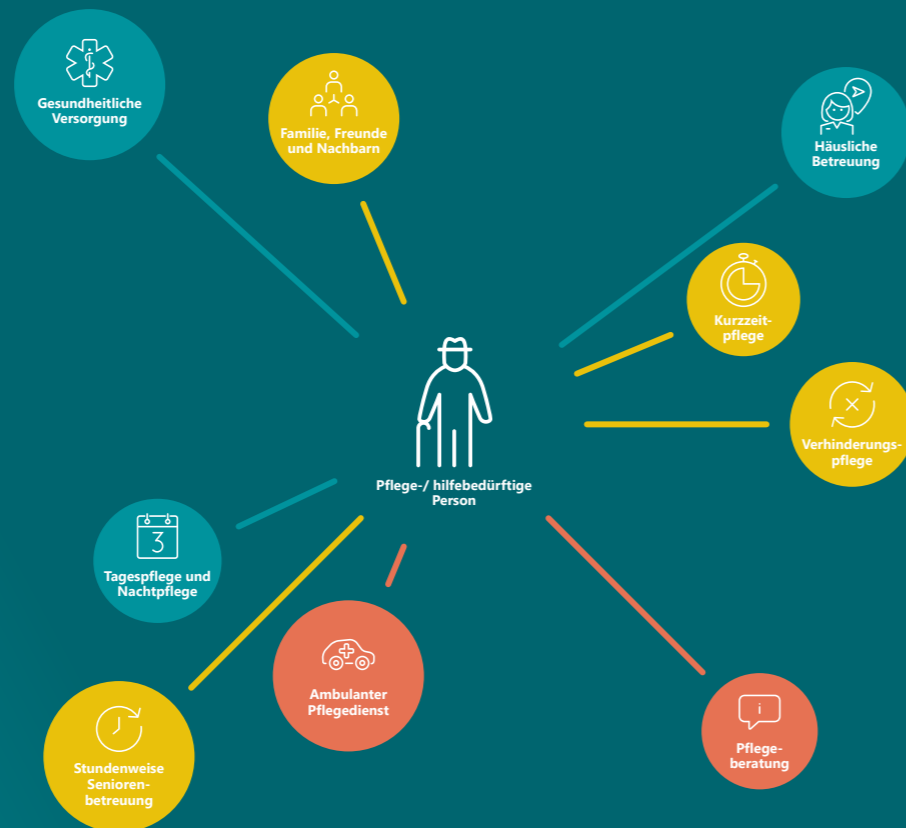 Gesundheitliche
Versorgung
Familie, Freunde
und Nachbarn
Häusliche
Betreuung
Kurzzeit-
pflege
Verhinderungs-
pflege
Pflege-/ hilfebedürftige
Person
3
Tagespflege und
Nachtpflege
Ambulanter
Pflegedienst
i
Pflege-
beratung
Stundenweise
Senioren-
betreuung